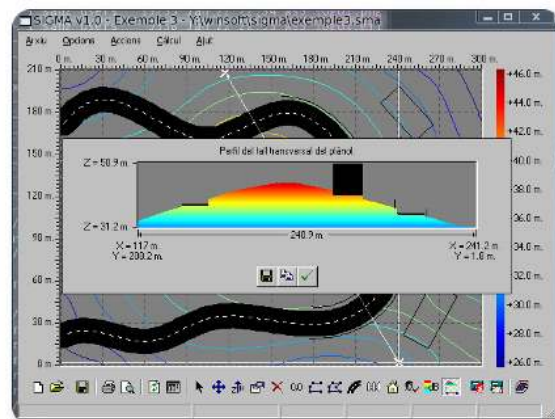 SIGMA v1.0 - Exemple 3 - Y:\winsoft\sigma\exemple3.sma
Arxiu Opcions Accions Càlcul Ajut
0 m. 30 m. 60 m. 90 m. 120 m. 150 m. 180 m. 210 m. 240 m. 270 m. 300 m.
210 m.
180 m.
150 m.
120 m.
90 m.
60 m.
30 m.
0 m.
+46.0 m.
+44.0 m.
+42.0 m.
+40.0 m.
+38.0 m.
+36.0 m.
+34.0 m.
+32.0 m.
+30.0 m.
+28.0 m.
+26.0 m.
Perfil del tall transversal del plànol
Z = 50.9 m.
Z = 31.2 m.
240.9 m.
X = 117 m.
Y = 208.2 m.
X = 241.2 m.
Y = 1.8 m.